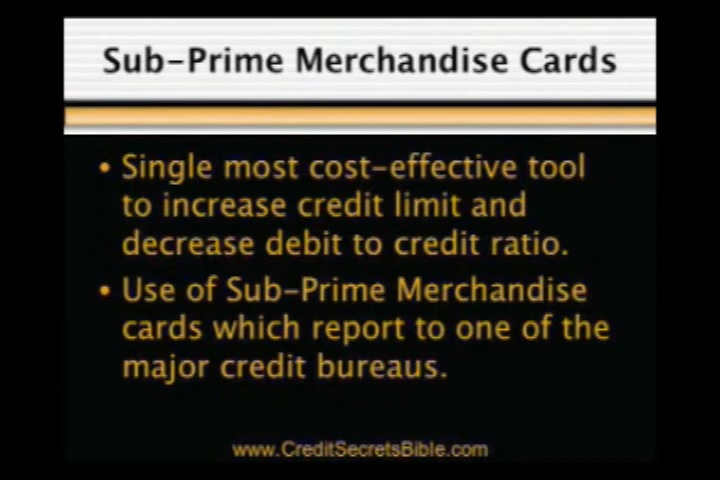 Sub-Prime Merchandise Cards
• Single most cost-effective tool
to increase credit limit and
decrease debit to credit ratio.
• Use of Sub-Prime Merchandise
cards which report to one of the
major credit bureaus.
www.CreditSecretsBible.com